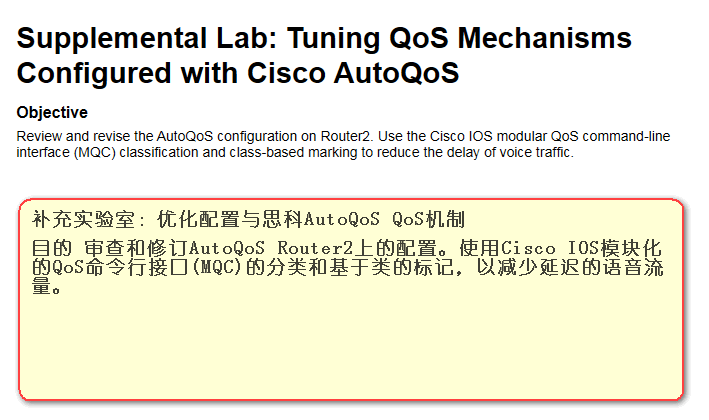 Supplemental Lab: Tuning QoS Mechanisms
Configured with Cisco AutoQoS
Objective
Review and revise the AutoQoS configuration on Router2. Use the Cisco IOS modular QoS command-line
interface (MQC) classification and class-based marking to reduce the delay of voice traffic.
补充实验室: 优化配置与思科AutoQoS QoS机制
目的 审查和修订AutoQoS Router2上的配置。使用Cisco IOS模块化
的QoS命令行接口(MQC)的分类和基于类的标记，以减少延迟的语音流
量。